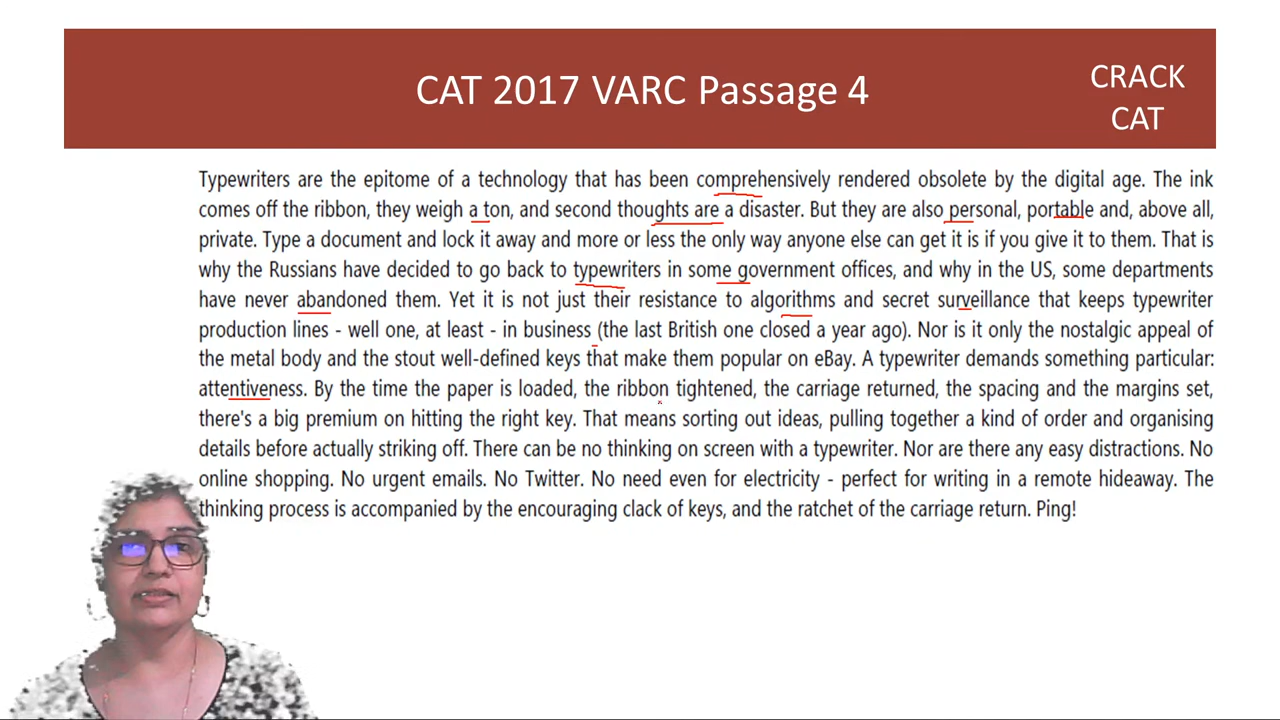 CAT 2017 VARC Passage 4
CRACK
CAT
Typewriters are the epitome of a technology that has been comprehensively rendered obsolete by the digital age. The ink
comes off the ribbon, they weigh a ton, and second thoughts are a disaster. But they are also personal, portable and, above all,
private. Type a document and lock it away and more or less the only way anyone else can get it is if you give it to them. That is
why the Russians have decided to go back to typewriters in some government offices, and why in the US, some departments
have never abandoned them. Yet it is not just their resistance to algorithms and secret surveillance that keeps typewriter
production lines - well one, at least - in business (the last British one closed a year ago). Nor is it only the nostalgic appeal of
the metal body and the stout well-defined keys that make them popular on eBay. A typewriter demands something particular:
attentiveness. By the time the paper is loaded, the ribbon tightened, the carriage returned, the spacing and the margins set,
there's a big premium on hitting the right key. That means sorting out ideas, pulling together a kind of order and organising
details before actually striking off. There can be no thinking on screen with a typewriter. Nor are there any easy distractions. No
online shopping. No urgent emails. No Twitter. No need even for electricity - perfect for writing in a remote hideaway. The
thinking process is accompanied by the encouraging clack of keys, and the ratchet of the carriage return. Ping!